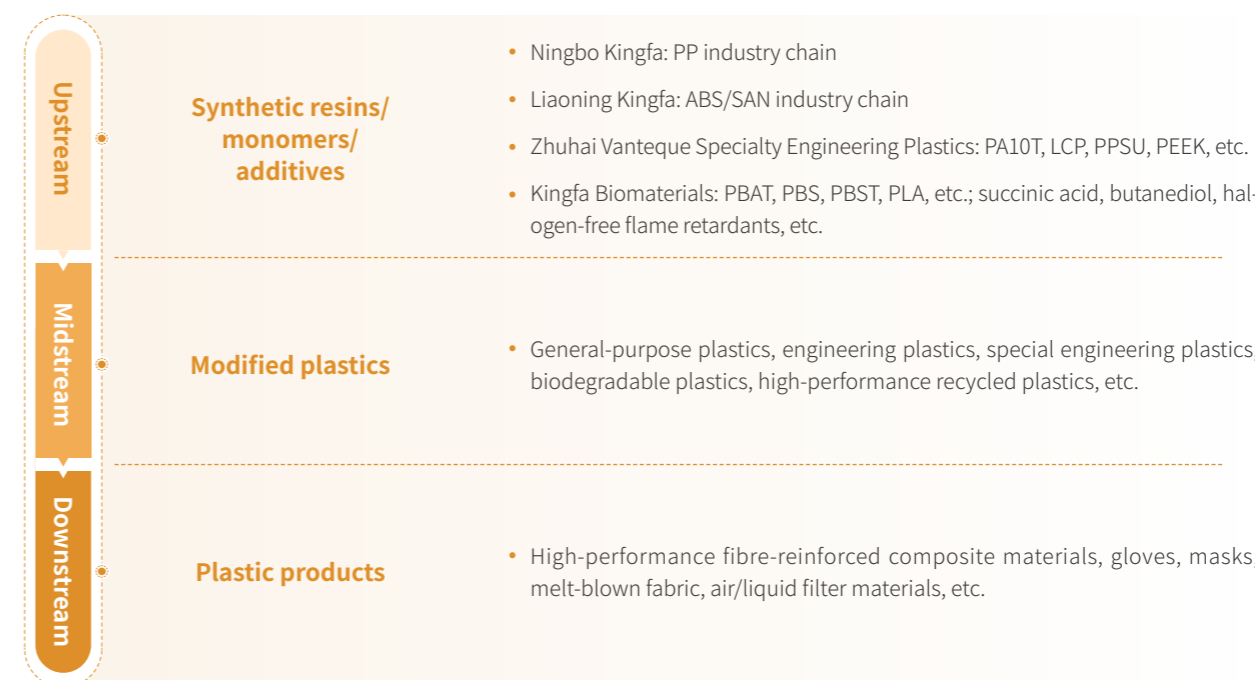 Upstream
Synthetic resins/
monomers/
additives
• Ningbo Kingfa: PP industry chain
• Liaoning Kingfa: ABS/SAN industry chain
• Zhuhai Vanteque Specialty Engineering Plastics: PA10T, LCP, PPSU, PEEK, etc.
• Kingfa Biomaterials: PBAT, PBS, PBST, PLA, etc.; succinic acid, butanediol, hal-
ogen-free flame retardants, etc.
Midstream
Modified plastics
• General-purpose plastics, engineering plastics, special engineering plastics,
biodegradable plastics, high-performance recycled plastics, etc.
Downstream
Plastic products
• High-performance fibre-reinforced composite materials, gloves, masks,
melt-blown fabric, air/liquid filter materials, etc.